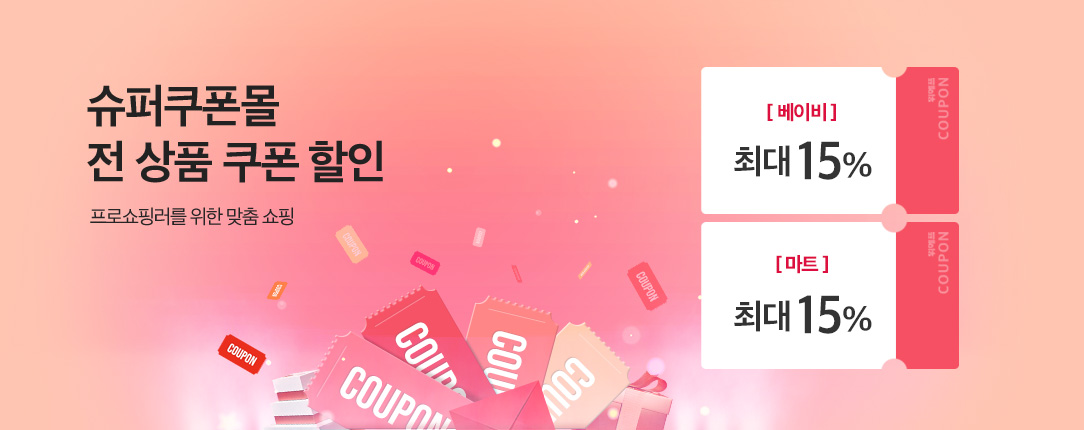 슈퍼쿠폰몰
전 상품 쿠폰 할인
프로쇼핑러를 위한 맞춤 쇼핑
[ 베이비 ]
최대 15%
COUPON
[ 마트 ]
최대 15%
COUPON
COUPON
COUPON
COUPON
COUPON
COUPON